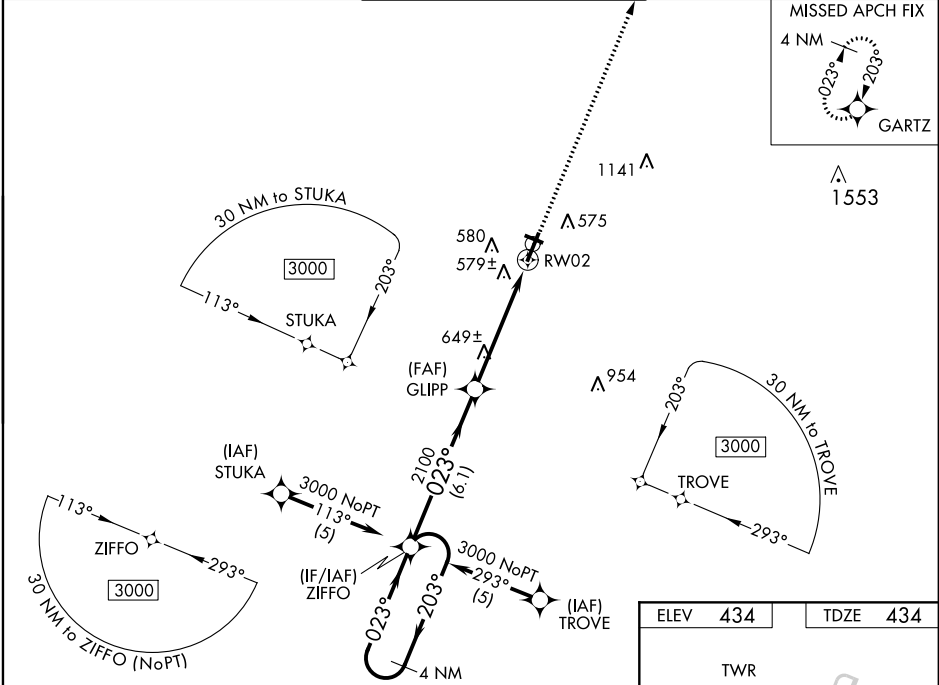 MISSED APCH FIX
4 NM
023°
203°
GARTZ
1141
1553
575
580
579±
RW02
30 NM to STUKA
3000
203°
113°
STUKA
649±
(FAF)
GLIPP
954
203°
30 NM to TROVE
3000
TROVE
293°
(IAF)
STUKA
3000 NoPT
113°
(5)
2100
023°
(6.1)
113°
ZIFFO
293°
3000
30 NM to ZIFFO (NoPT)
(IF/IAF)
ZIFFO
3000 NoPT
293°
(5)
(IAF)
TROVE
023°
203°
4 NM
ELEV 434
TDZE 434
TWR